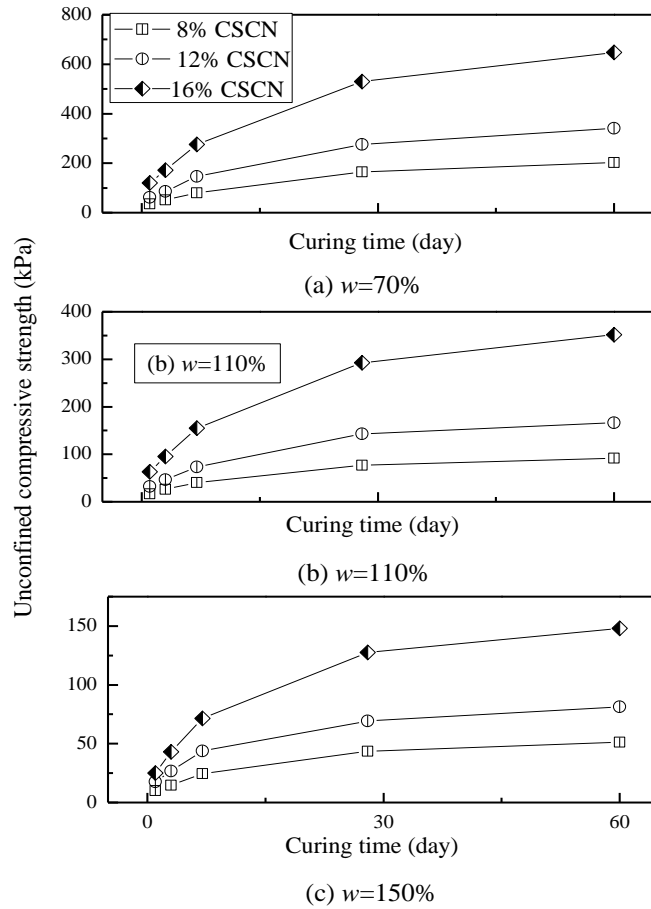 800
8% CSCN
12% CSCN
16% CSCN
600
400
200
0
Curing time (day)
(a) w=70%
Unconfined compressive strength (kPa)
400
300
(b) w=110%
200
100
0
Curing time (day)
(b) w=110%
150
100
50
0
0 30 60
Curing time (day)
(c) w=150%